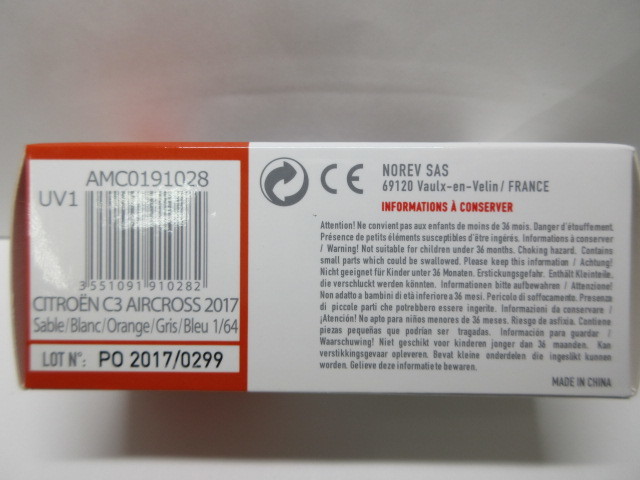 AMC0191028
UV1
3551091910282
CITROËN C3 AIRCROSS 2017
Sable/Blanc/Orange/Gris/Bleu 1/64
LOT N°: PO 2017/0299
CE
NOREV SAS
69120 Vaulx-en-Velin / FRANCE
INFORMATIONS À CONSERVER
Attention! Ne convient pas aux enfants de moins de 36 mois. Danger d'étouffement.
Présence de petits éléments susceptibles d'être ingérés. Informations à conserver
/ Warning! Not suitable for children under 36 months. Choking hazard. Contains
small parts which could be swallowed. Please keep this information / Achtung!
Nicht geeignet für Kinder unter 36 Monaten. Erstickungsgefahr. Enthält Kleinteile,
die verschluckt werden könnten. Informationen bitte aufbewahren / Attenzione!
Non adatto a bambini di età inferiore a 36 mesi. Pericolo di soffocamento. Presenza
di piccole parti che potrebbero essere ingerite. Informazioni da conservare /
¡Atención! No apto para niños menores de 36 meses. Riesgo de asfixia. Contiene
piezas pequeñas que podrían ser tragadas. Información para guardar /
Waarschuwing! Niet geschikt voor kinderen jonger dan 36 maanden. Kan
verstikkingsgevaar opleveren. Bevat kleine onderdelen die ingeslikt kunnen
worden. Gelieve deze informatie te bewaren.
MADE IN CHINA